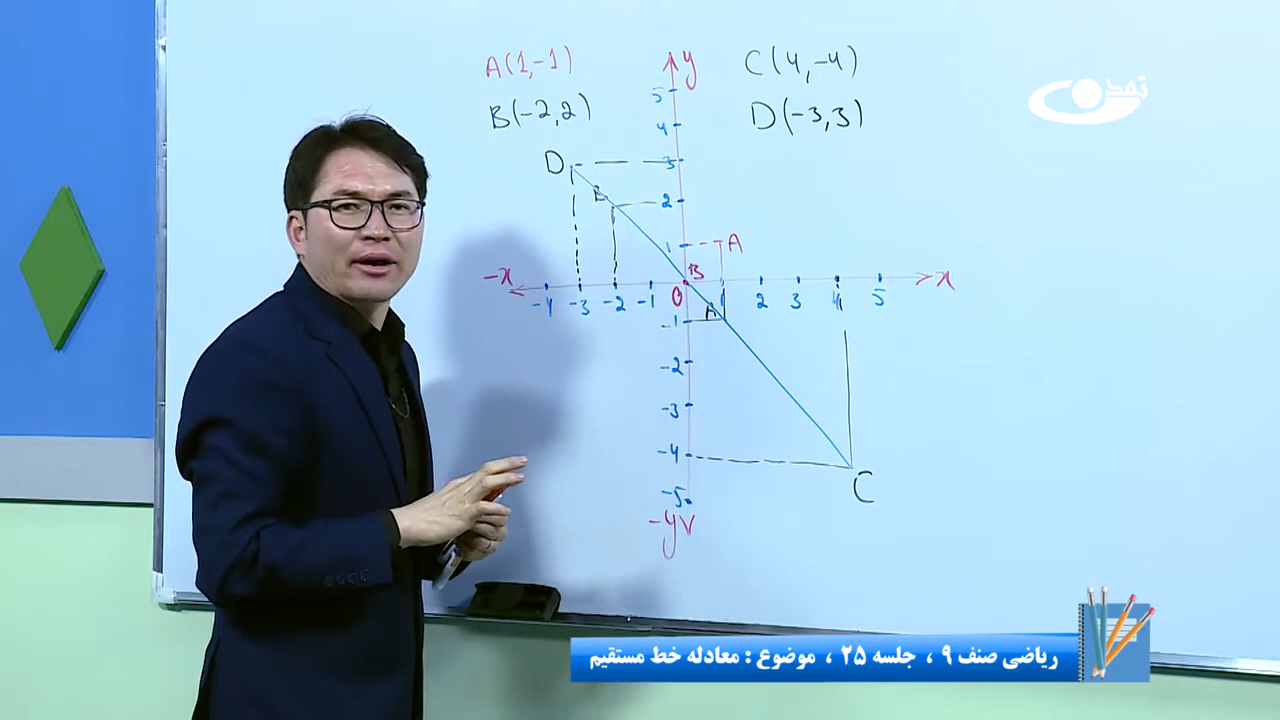 A(1,-1)
B(-2,2)
C(4,-4)
D(-3,3)
تمدن
y
5
4
3
2
1
D
B
A
B
-x
x
-4 -3 -2 -1 0 1 2 3 4 5
A
-1
-2
-3
-4
-5
C
-y
ریاضی صنف ۹ ، جلسه ۲۵ ، موضوع : معادله خط مستقیم